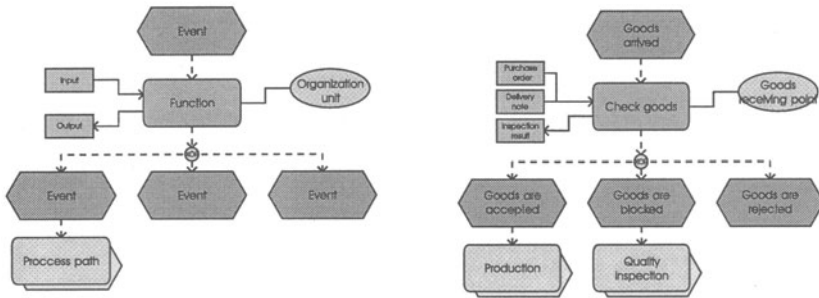 Event
Input
Function
Organization
unit
Output
Event
Event
Event
Proccess path
Goods
arrived
Purchase
order
Delivery
note
Check goods
Goods
receiving point
Inspection
result
Goods are
accepted
Goods are
blocked
Goods are
rejected
Production
Quality
inspection